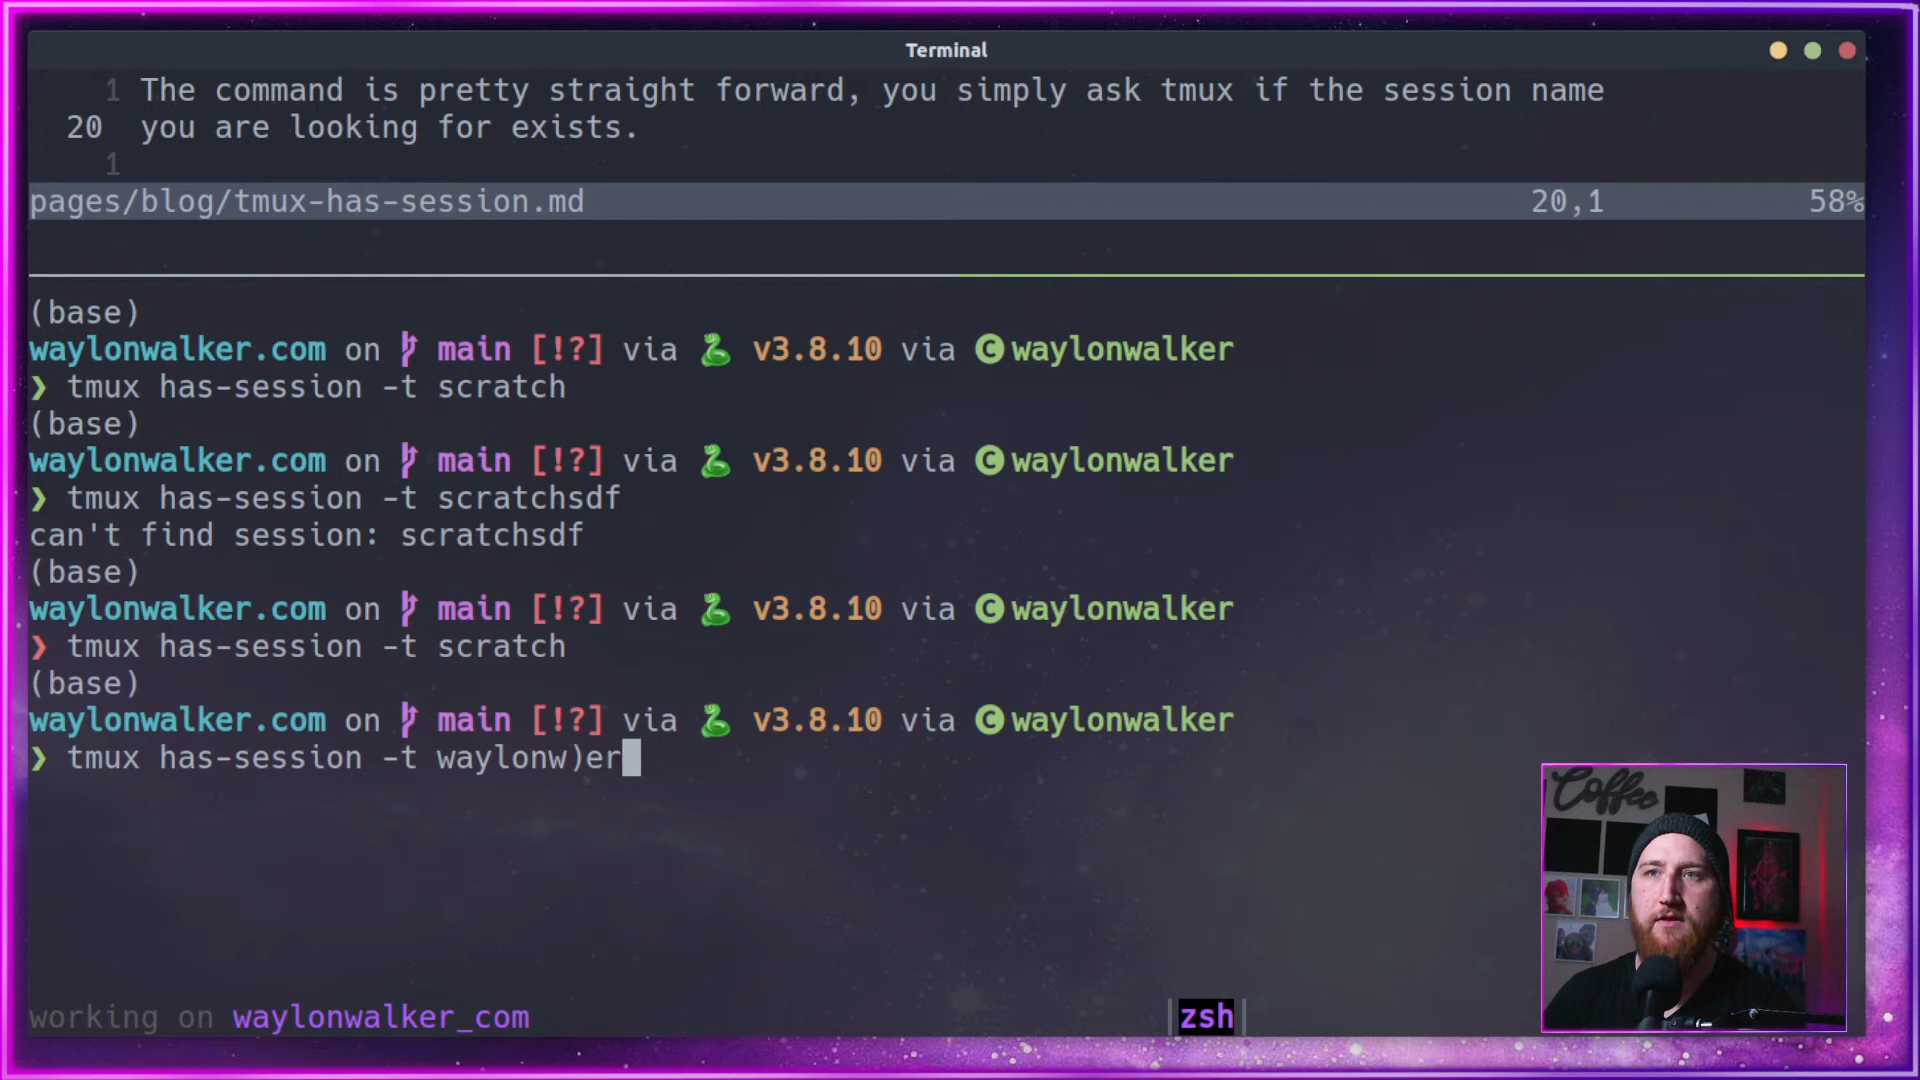 Terminal
1 The command is pretty straight forward, you simply ask tmux if the session name
20 you are looking for exists.
1
pages/blog/tmux-has-session.md 20,1 58%
(base)
waylonwalker.com on main [!?] via 🐍 v3.8.10 via C waylonwalker
❯ tmux has-session -t scratch
(base)
waylonwalker.com on main [!?] via 🐍 v3.8.10 via C waylonwalker
❯ tmux has-session -t scratchsdf
can't find session: scratchsdf
(base)
waylonwalker.com on main [!?] via 🐍 v3.8.10 via C waylonwalker
❯ tmux has-session -t scratch
(base)
waylonwalker.com on main [!?] via 🐍 v3.8.10 via C waylonwalker
❯ tmux has-session -t waylonw)er
Coffee
working on waylonwalker_com |zsh|